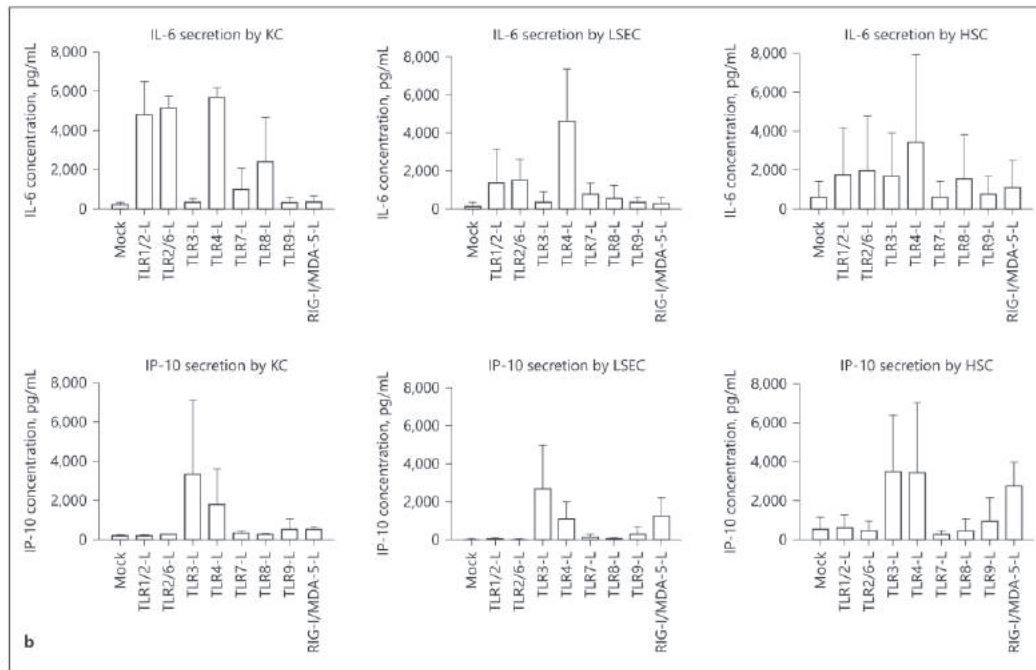 IL-6 secretion by KC
IL-6 concentration, pg/mL
8,000
6,000
4,000
2,000
0
Mock
TLR1/2-L
TLR2/6-L
TLR3-L
TLR4-L
TLR7-L
TLR8-L
TLR9-L
RIG-I/MDA-5-L
IL-6 secretion by LSEC
IL-6 concentration, pg/mL
8,000
6,000
4,000
2,000
0
Mock
TLR1/2-L
TLR2/6-L
TLR3-L
TLR4-L
TLR7-L
TLR8-L
TLR9-L
RIG-I/MDA-5-L
IL-6 secretion by HSC
IL-6 concentration, pg/mL
8,000
6,000
4,000
2,000
0
Mock
TLR1/2-L
TLR2/6-L
TLR3-L
TLR4-L
TLR7-L
TLR8-L
TLR9-L
RIG-I/MDA-5-L
IP-10 secretion by KC
IP-10 concentration, pg/mL
8,000
6,000
4,000
2,000
0
Mock
TLR1/2-L
TLR2/6-L
TLR3-L
TLR4-L
TLR7-L
TLR8-L
TLR9-L
RIG-I/MDA-5-L
IP-10 secretion by LSEC
IP-10 concentration, pg/mL
8,000
6,000
4,000
2,000
0
Mock
TLR1/2-L
TLR2/6-L
TLR3-L
TLR4-L
TLR7-L
TLR8-L
TLR9-L
RIG-I/MDA-5-L
IP-10 secretion by HSC
IP-10 concentration, pg/mL
8,000
6,000
4,000
2,000
0
Mock
TLR1/2-L
TLR2/6-L
TLR3-L
TLR4-L
TLR7-L
TLR8-L
TLR9-L
RIG-I/MDA-5-L
b